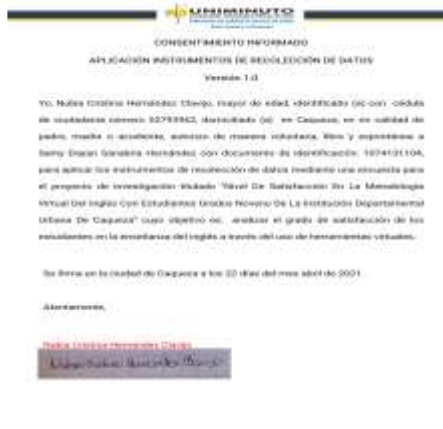 UNIMINUTO
CONSENTIMIENTO INFORMADO
APLICACIÓN INSTRUMENTOS DE RECOLECCIÓN DE DATOS
Versión 1.0
Yo, Nubia Cristina Hernández Clavijo, mayor de edad, identificado (a) con cédula
de ciudadanía número 52793962, domiciliado (a) en Caqueza, en mi calidad de
padre, madre o acudiente, autorizo de manera voluntaria, libre y espontánea a
Samy Dayan Sanabria Hernández con documento de identificación: 1074131104,
para aplicar los instrumentos de recolección de datos mediante una encuesta para
el proyecto de investigación titulado "Nivel De Satisfacción En La Metodología
Virtual Del Inglés Con Estudiantes Grados Noveno De La Institución Departamental
Urbana De Caqueza" cuyo objetivo es: analizar el grado de satisfacción de los
estudiantes en la enseñanza del inglés a través del uso de herramientas virtuales.
Se firma en la ciudad de Caqueza a los 22 días del mes abril de 2021.
Atentamente,
Nubia Cristina Hernandez Clavijo